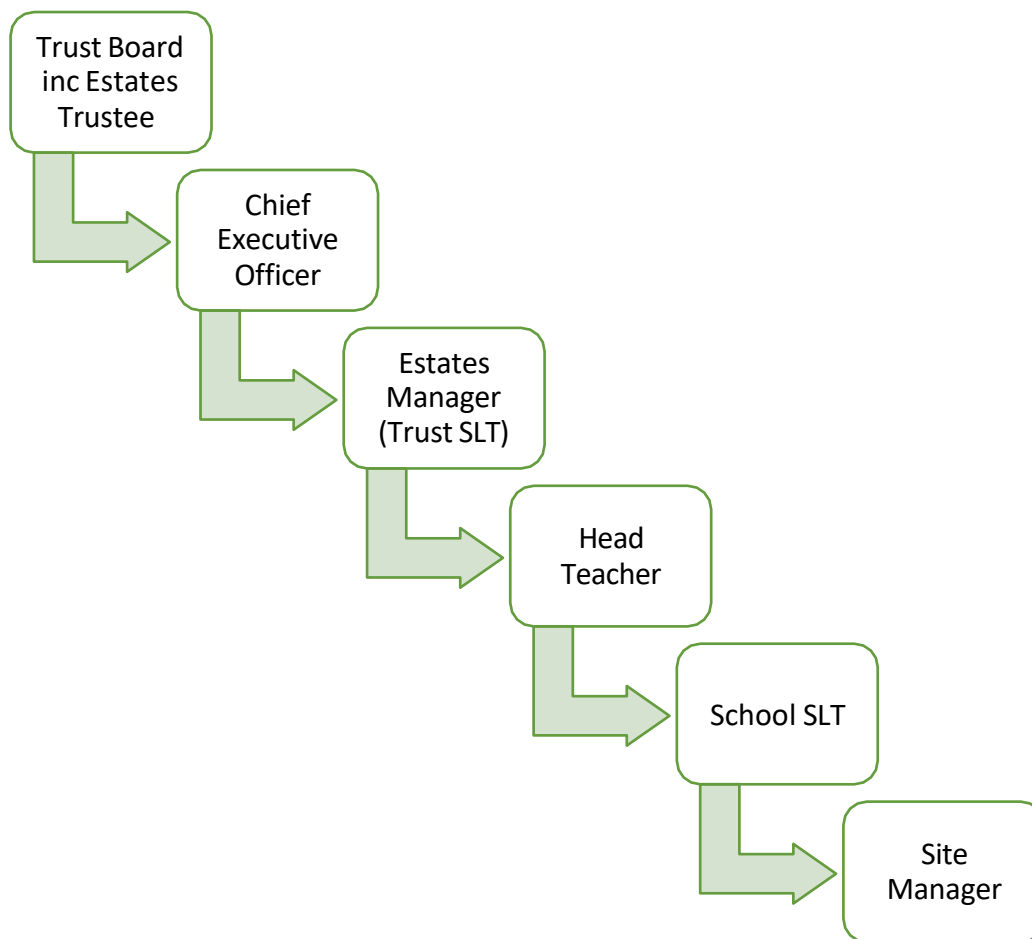 Trust Board
inc Estates
Trustee
Chief
Executive
Officer
Estates
Manager
(Trust SLT)
Head
Teacher
School SLT
Site
Manager